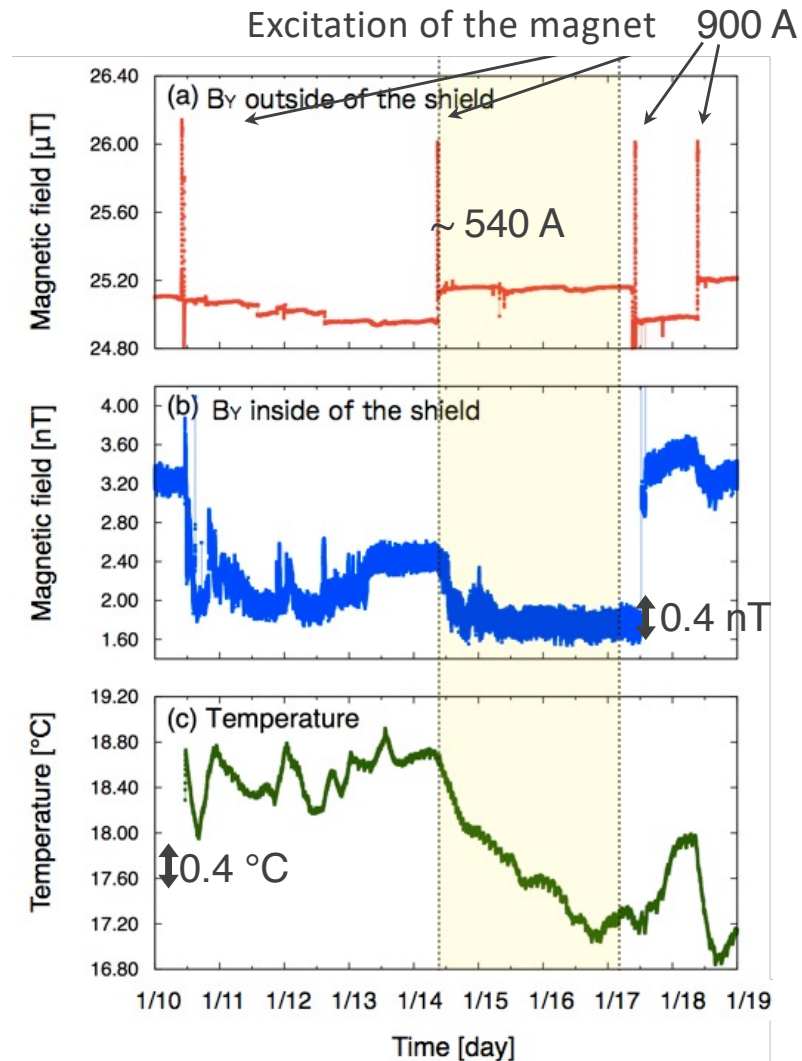 Excitation of the magnet 900 A
26.40
(a) BY outside of the shield
26.00
25.60
~ 540 A
25.20
24.80
Magnetic field [µT]
(b) BY inside of the shield
4.00
3.60
3.20
2.80
2.40
2.00
0.4 nT
1.60
Magnetic field [nT]
19.20
(c) Temperature
18.80
18.40
18.00
0.4 °C
17.60
17.20
16.80
Temperature [°C]
1/10 1/11 1/12 1/13 1/14 1/15 1/16 1/17 1/18 1/19
Time [day]